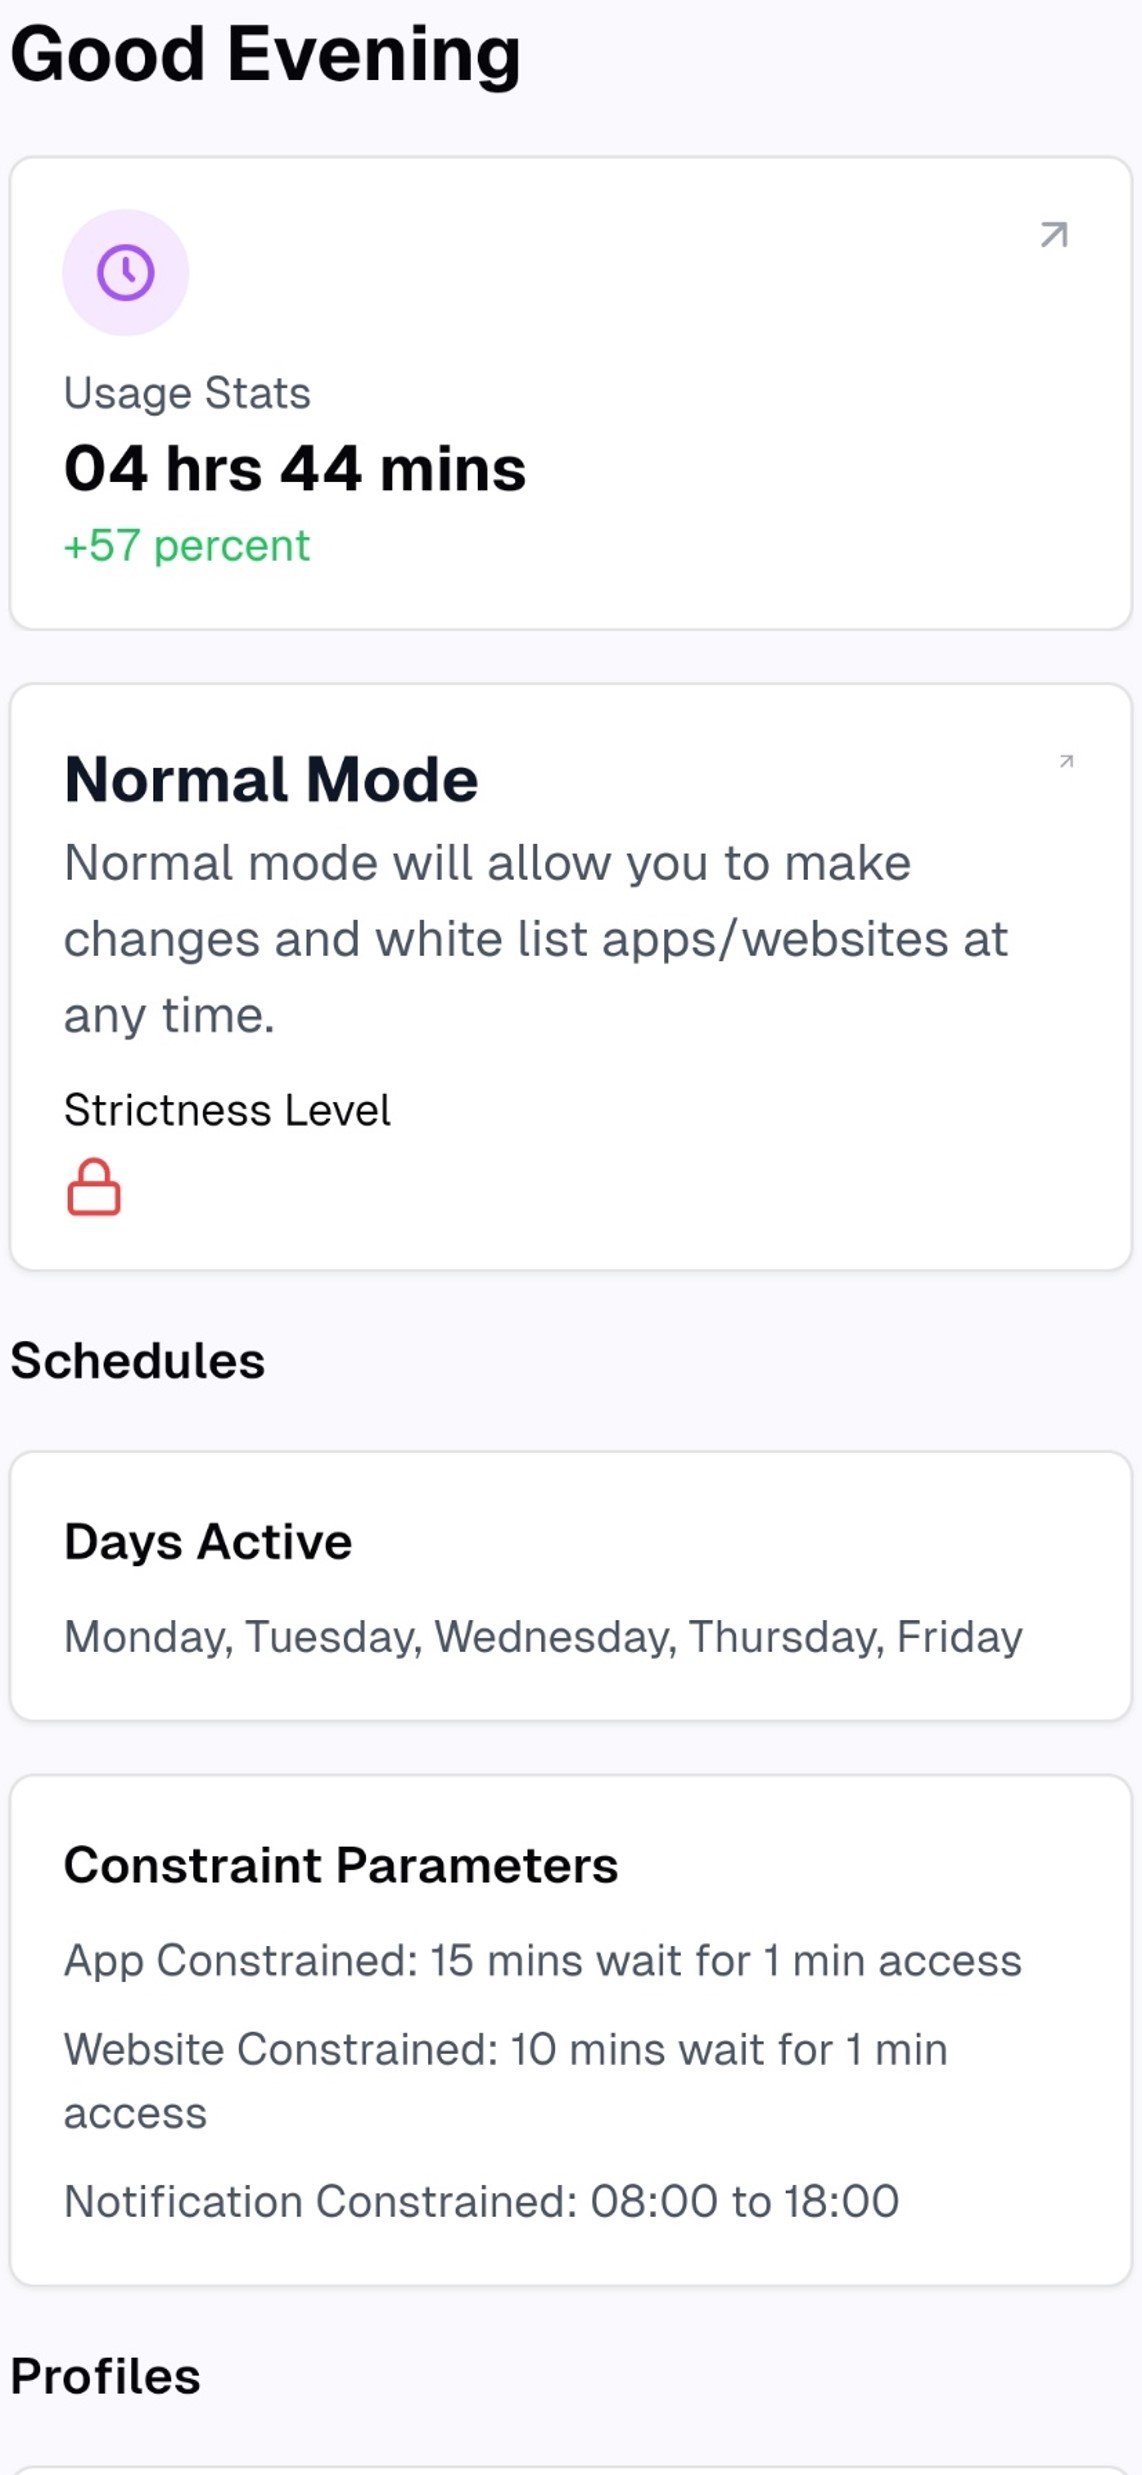 Good Evening
Usage Stats
04 hrs 44 mins
+57 percent
Normal Mode
Normal mode will allow you to make
changes and white list apps/websites at
any time.
Strictness Level
Schedules
Days Active
Monday, Tuesday, Wednesday, Thursday, Friday
Constraint Parameters
App Constrained: 15 mins wait for 1 min access
Website Constrained: 10 mins wait for 1 min
access
Notification Constrained: 08:00 to 18:00
Profiles